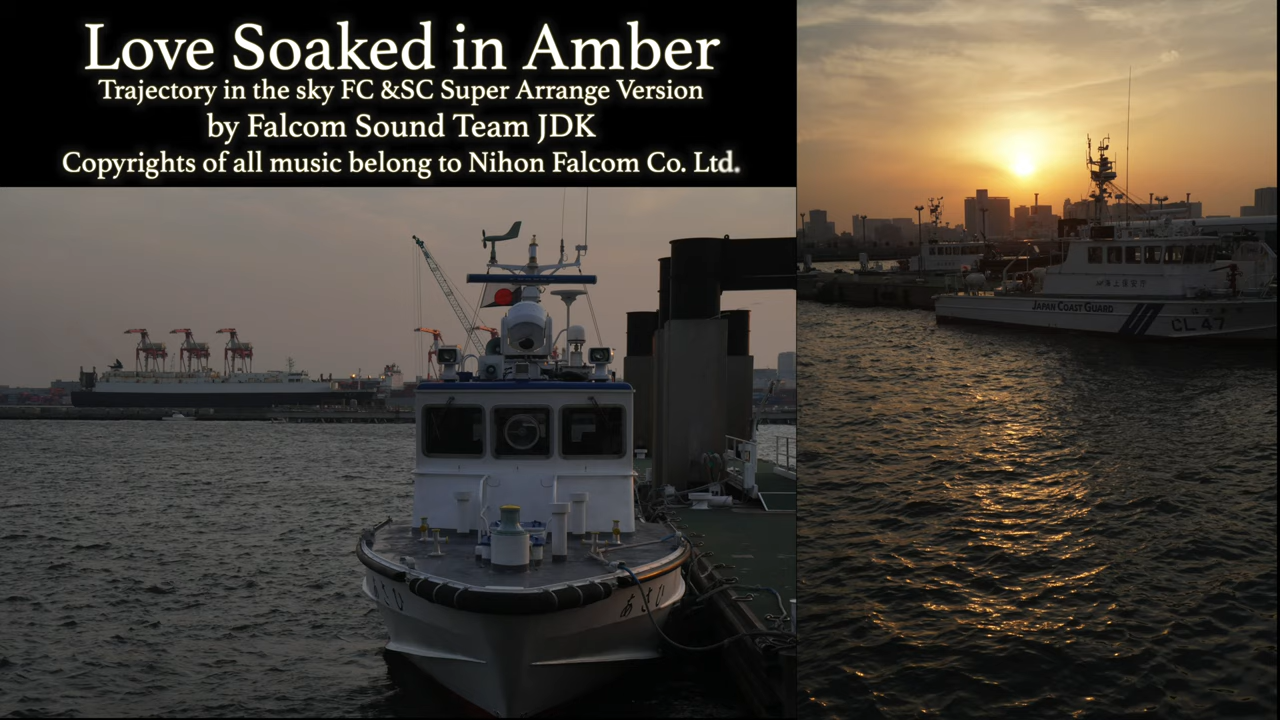 Love Soaked in Amber
Trajectory in the sky FC &SC Super Arrange Version
by Falcom Sound Team JDK
Copyrights of all music belong to Nihon Falcom Co. Ltd.
JAPAN COAST GUARD
CL 47